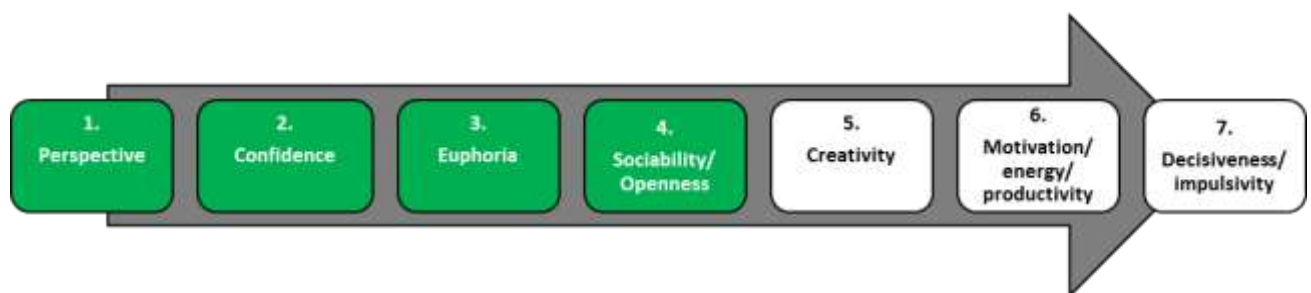 1.
Perspective
2.
Confidence
3.
Euphoria
4.
Sociability/
Openness
5.
Creativity
6.
Motivation/
energy/
productivity
7.
Decisiveness/
impulsivity